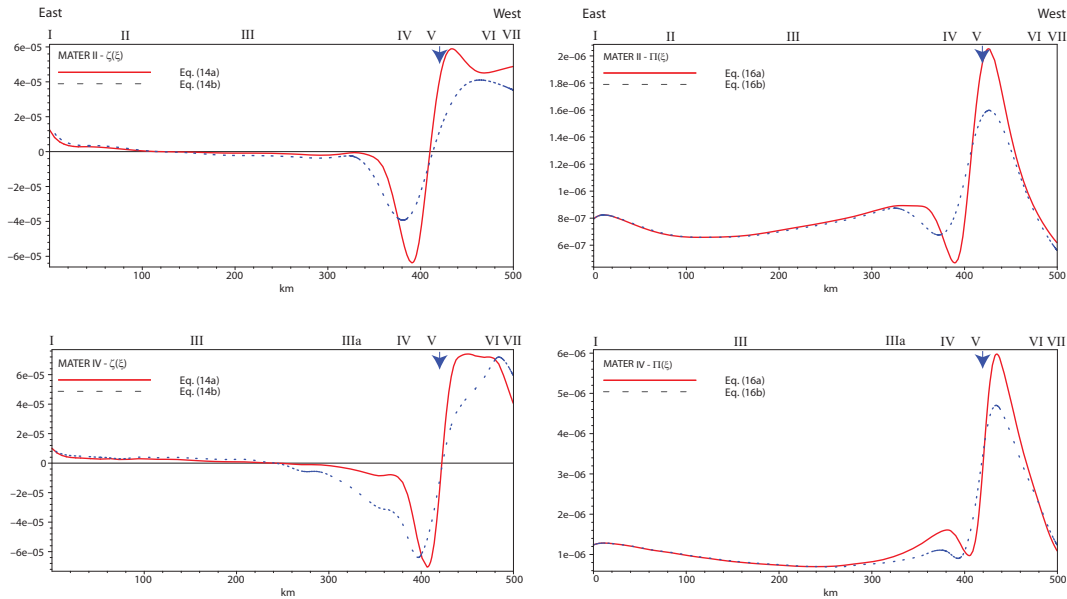 East West
I II III IV V VI VII
MATER II - ζ(ξ)
Eq. (14a)
Eq. (14b)
6e−05
4e−05
2e−05
0
−2e−05
−4e−05
−6e−05
100 200 300 400 500
km
East West
I II III IV V VI VII
MATER II - Π(ξ)
Eq. (16a)
Eq. (16b)
2e−06
1.8e−06
1.6e−06
1.4e−06
1.2e−06
1e−06
8e−07
6e−07
0 100 200 300 400 500
km
I III IIIa IV V VI VII
MATER IV - ζ(ξ)
Eq. (14a)
Eq. (14b)
6e−05
4e−05
2e−05
0
−2e−05
−4e−05
−6e−05
100 200 300 400 500
km
I III IIIa IV V VI VII
MATER IV - Π(ξ)
Eq. (16a)
Eq. (16b)
6e−06
5e−06
4e−06
3e−06
2e−06
1e−06
0 100 200 300 400 500
km